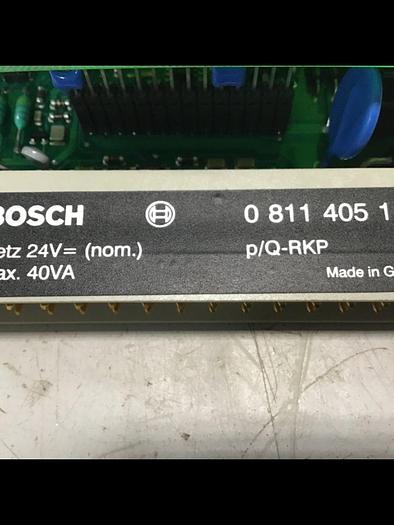 BOSCH 0 811 405 1
etz 24V= (nom.) p/Q-RKP
ax. 40VA Made in G